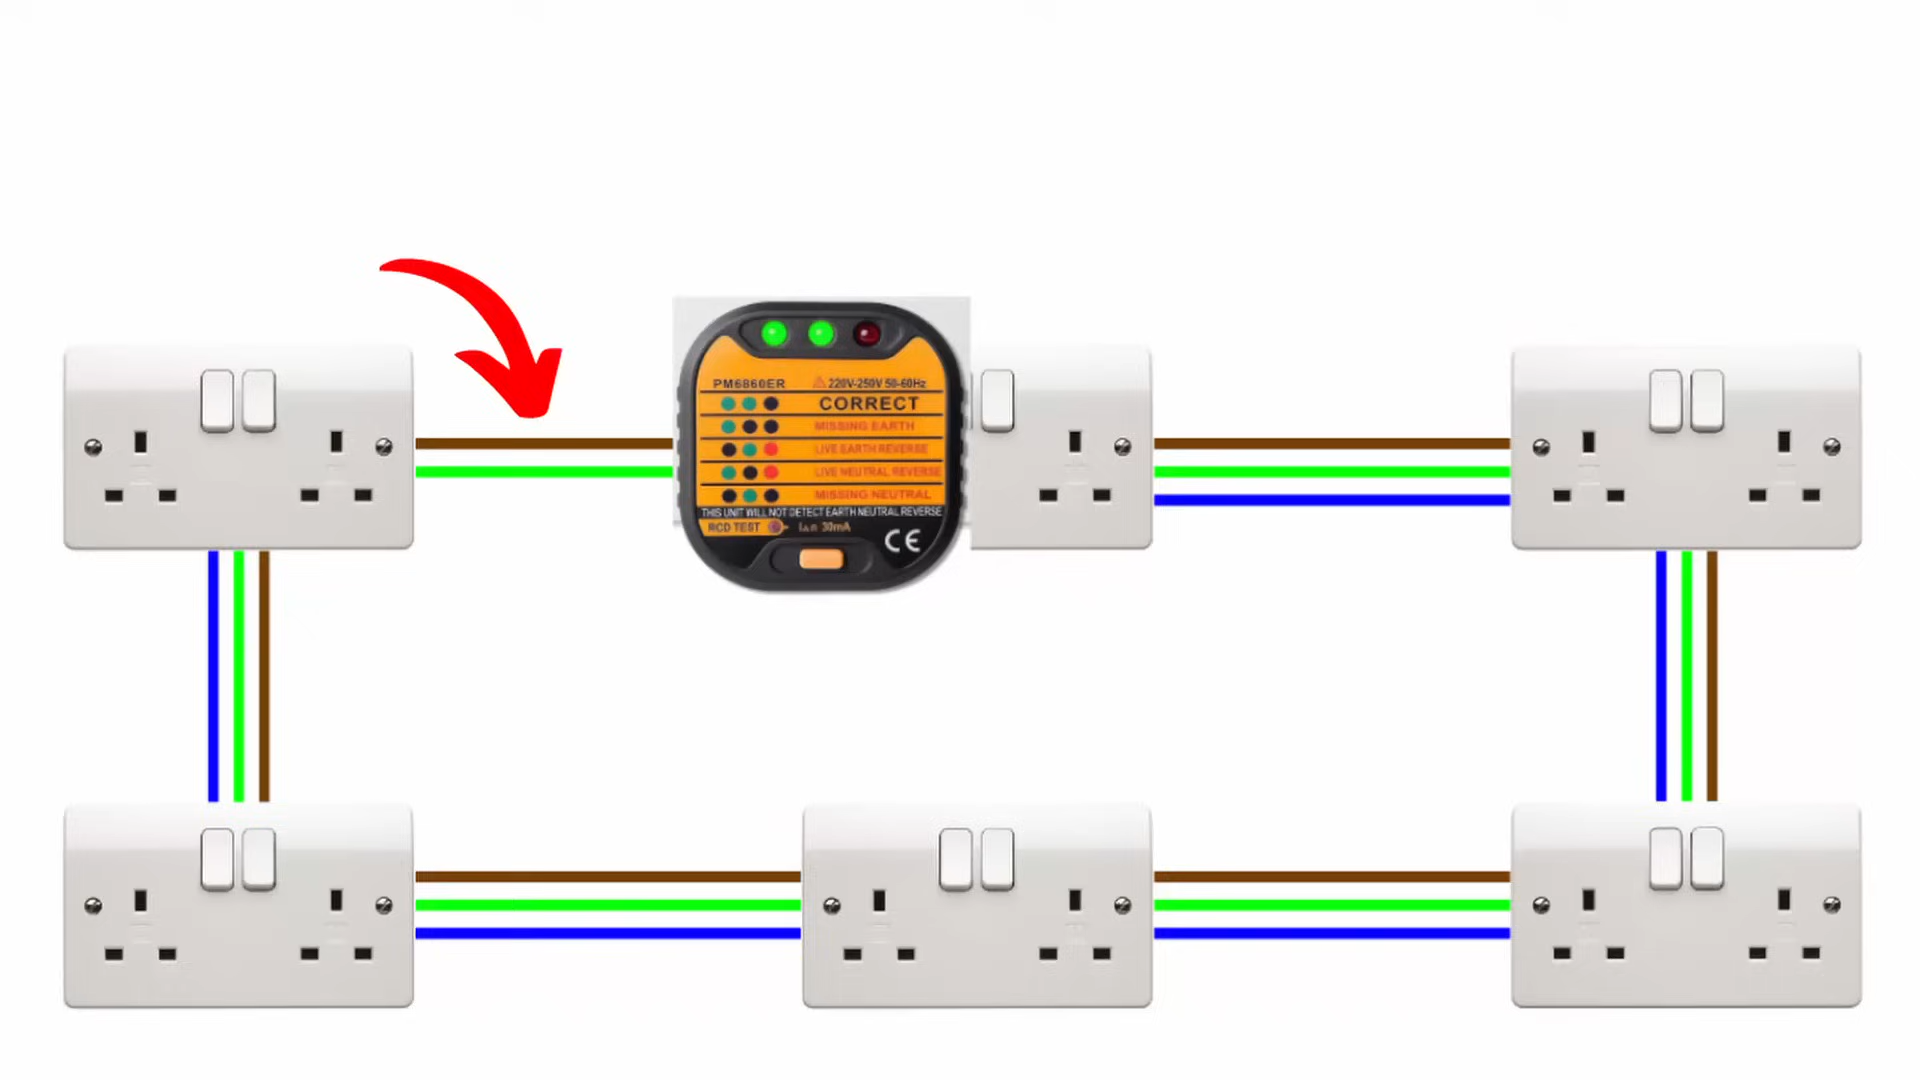 PM6860ER ⚠220V-250V 50-60Hz
CORRECT
MISSING EARTH
LIVE EARTH REVERSE
LIVE NEUTRAL REVERSE
MISSING NEUTRAL
THIS UNIT WILL NOT DETECT EARTH NEUTRAL REVERSE
RCD TEST I△n 30mA
CE